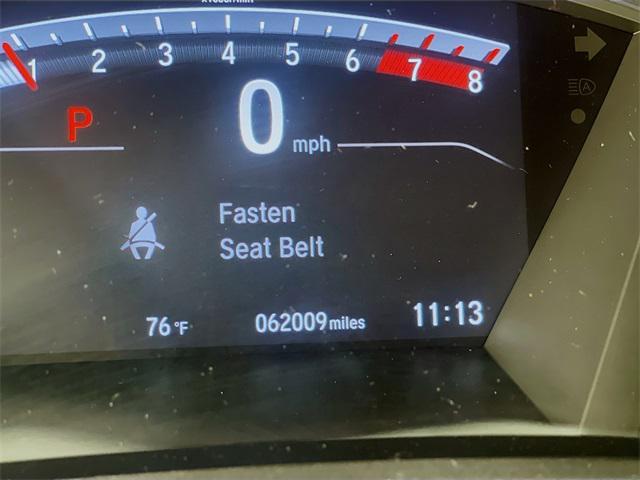 1 2 3 4 5 6 7 8
P
0 mph
A
Fasten
Seat Belt
76 °F 062009 miles 11:13